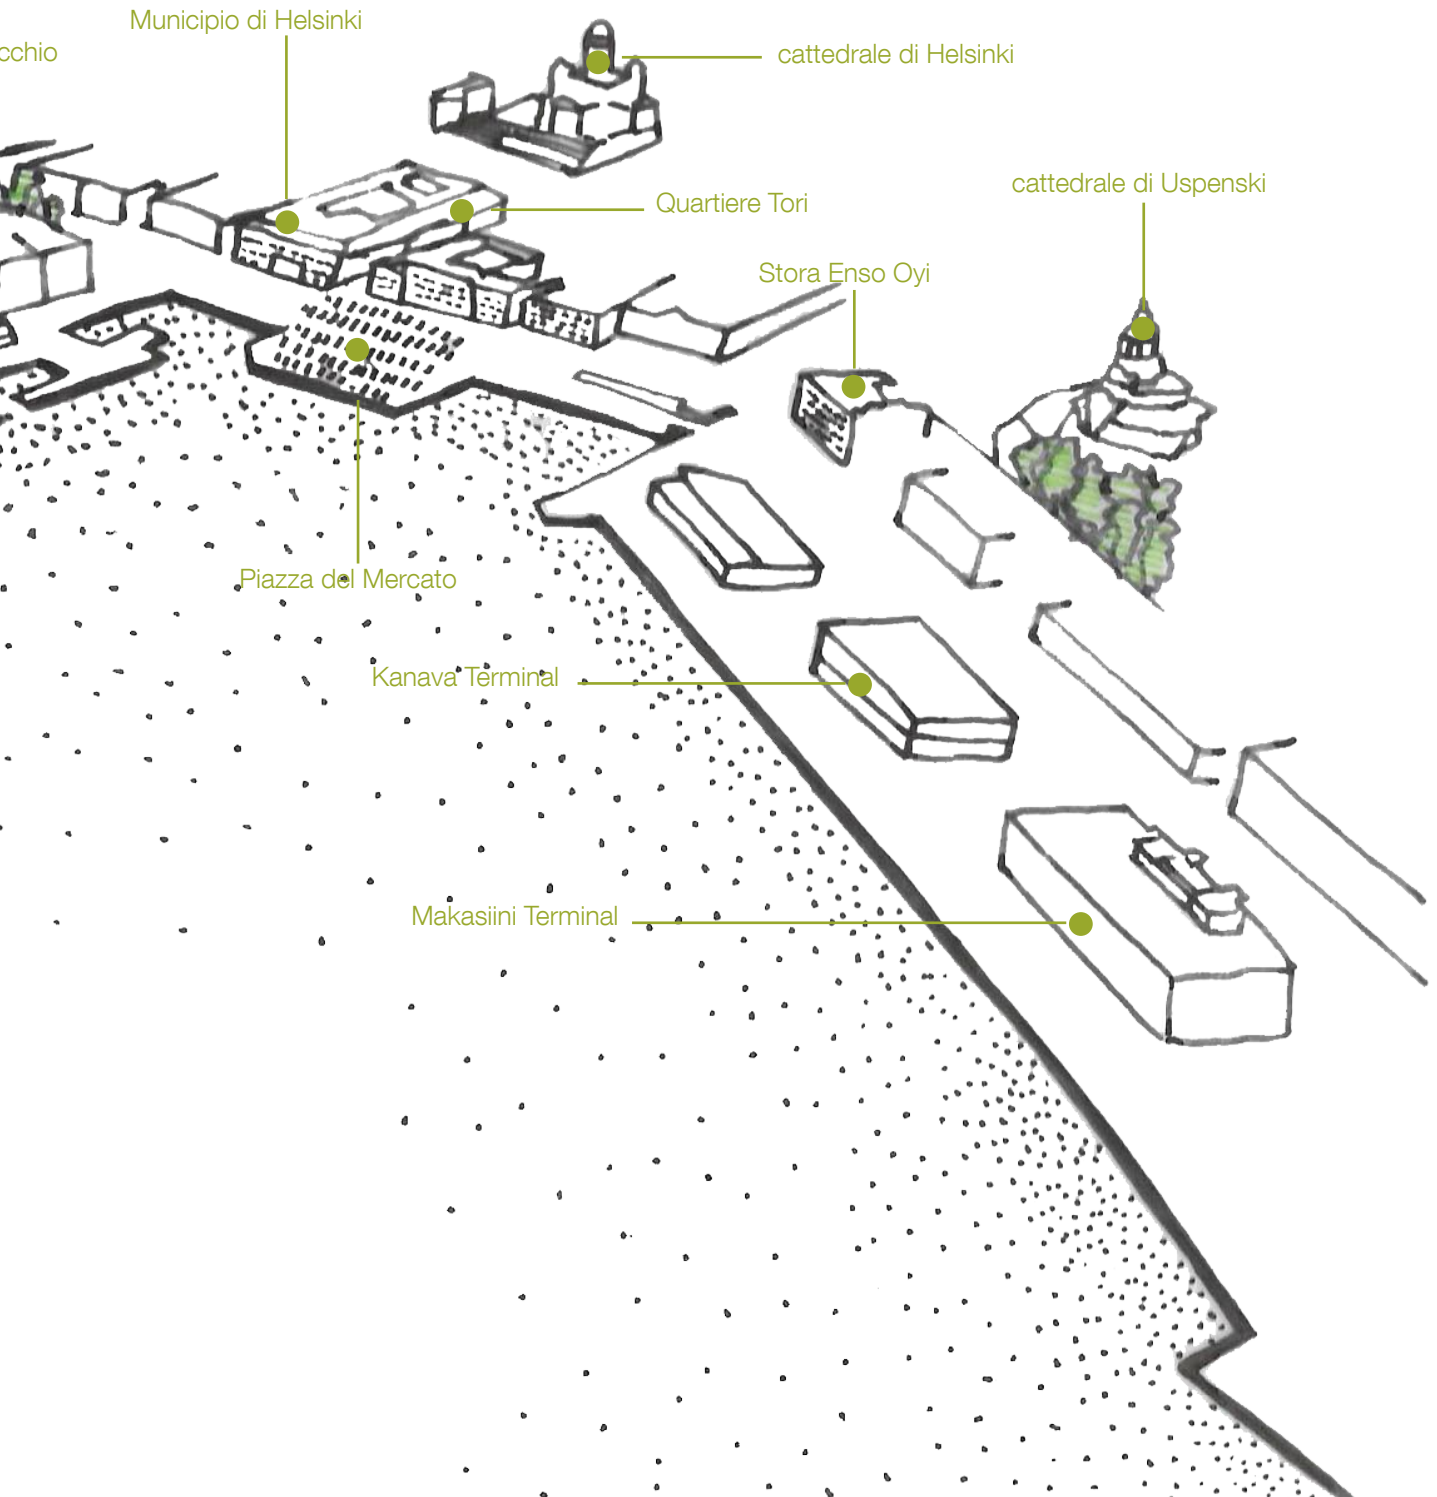 Municipio di Helsinki
cchio
cattedrale di Helsinki
cattedrale di Uspenski
Quartiere Tori
Stora Enso Oyi
Piazza del Mercato
Kanava Terminal
Makasiini Terminal